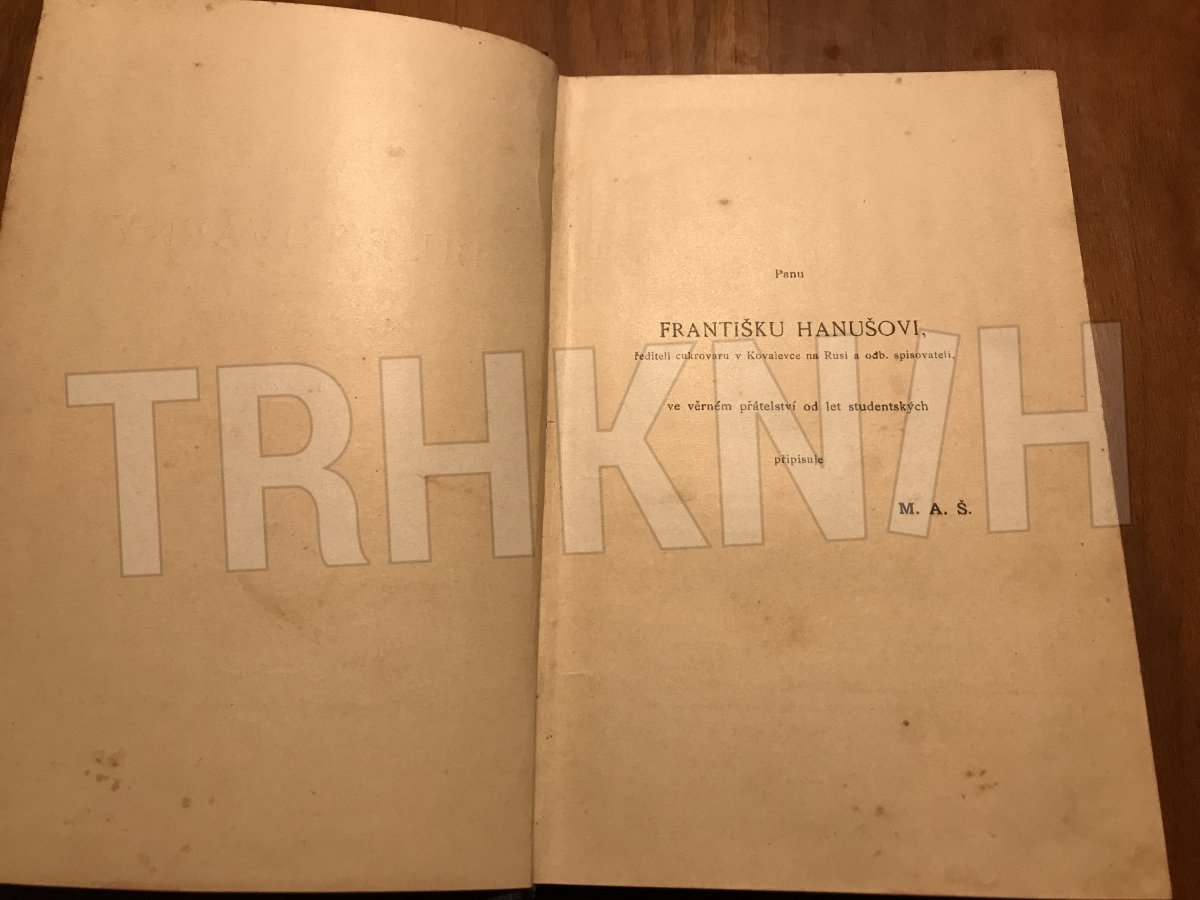 Panu
FRANTIŠKU HANUŠOVI,
řediteli cukrovaru v Kovalevce na Rusi a odb. spisovateli,
ve věrném přátelství od let studentských
připisuje
M. A. Š.
TRHKNIH